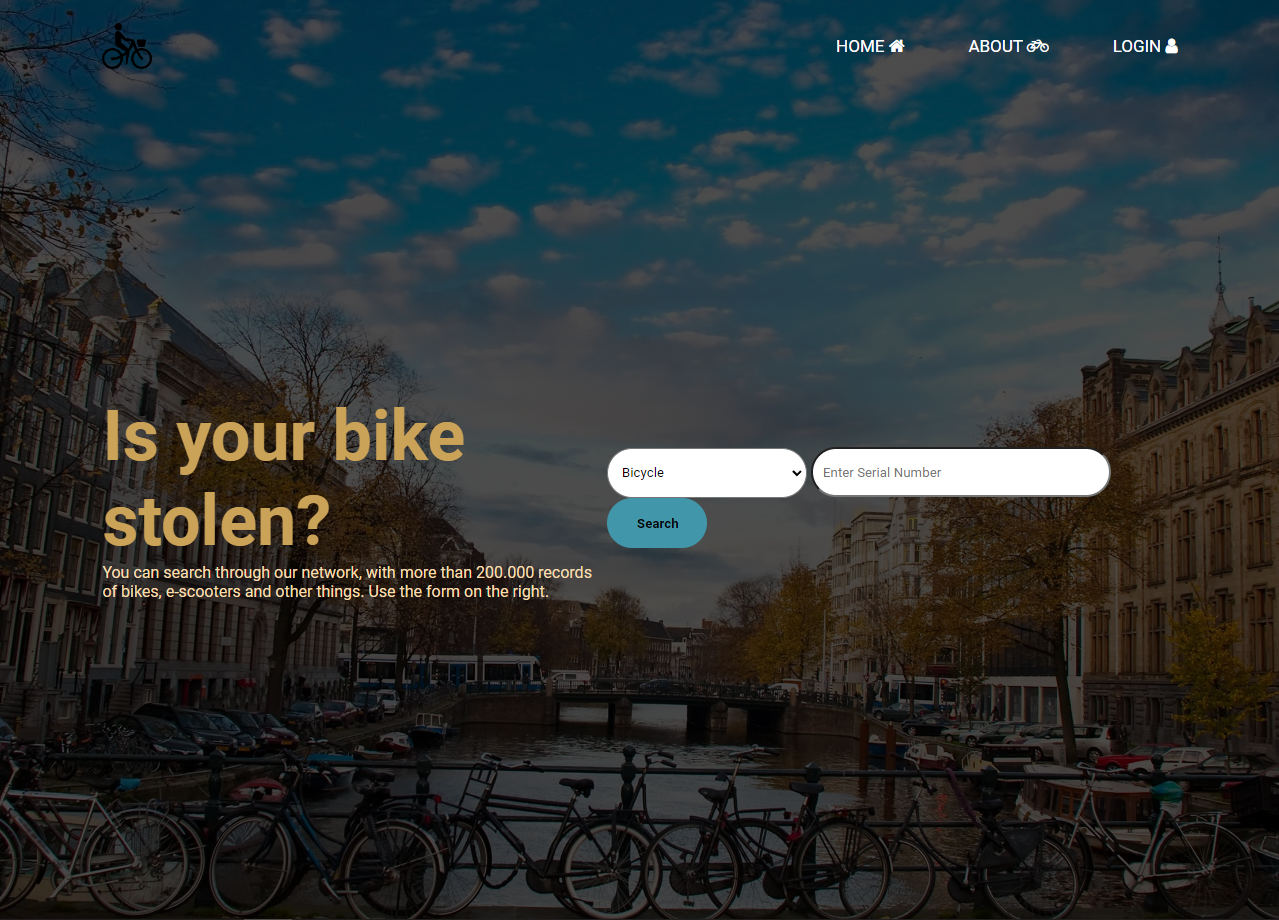 HOME
ABOUT
LOGIN
Is your bike
stolen?
You can search through our network, with more than 200.000 records
of bikes, e-scooters and other things. Use the form on the right.
Bicycle
Enter Serial Number
Search